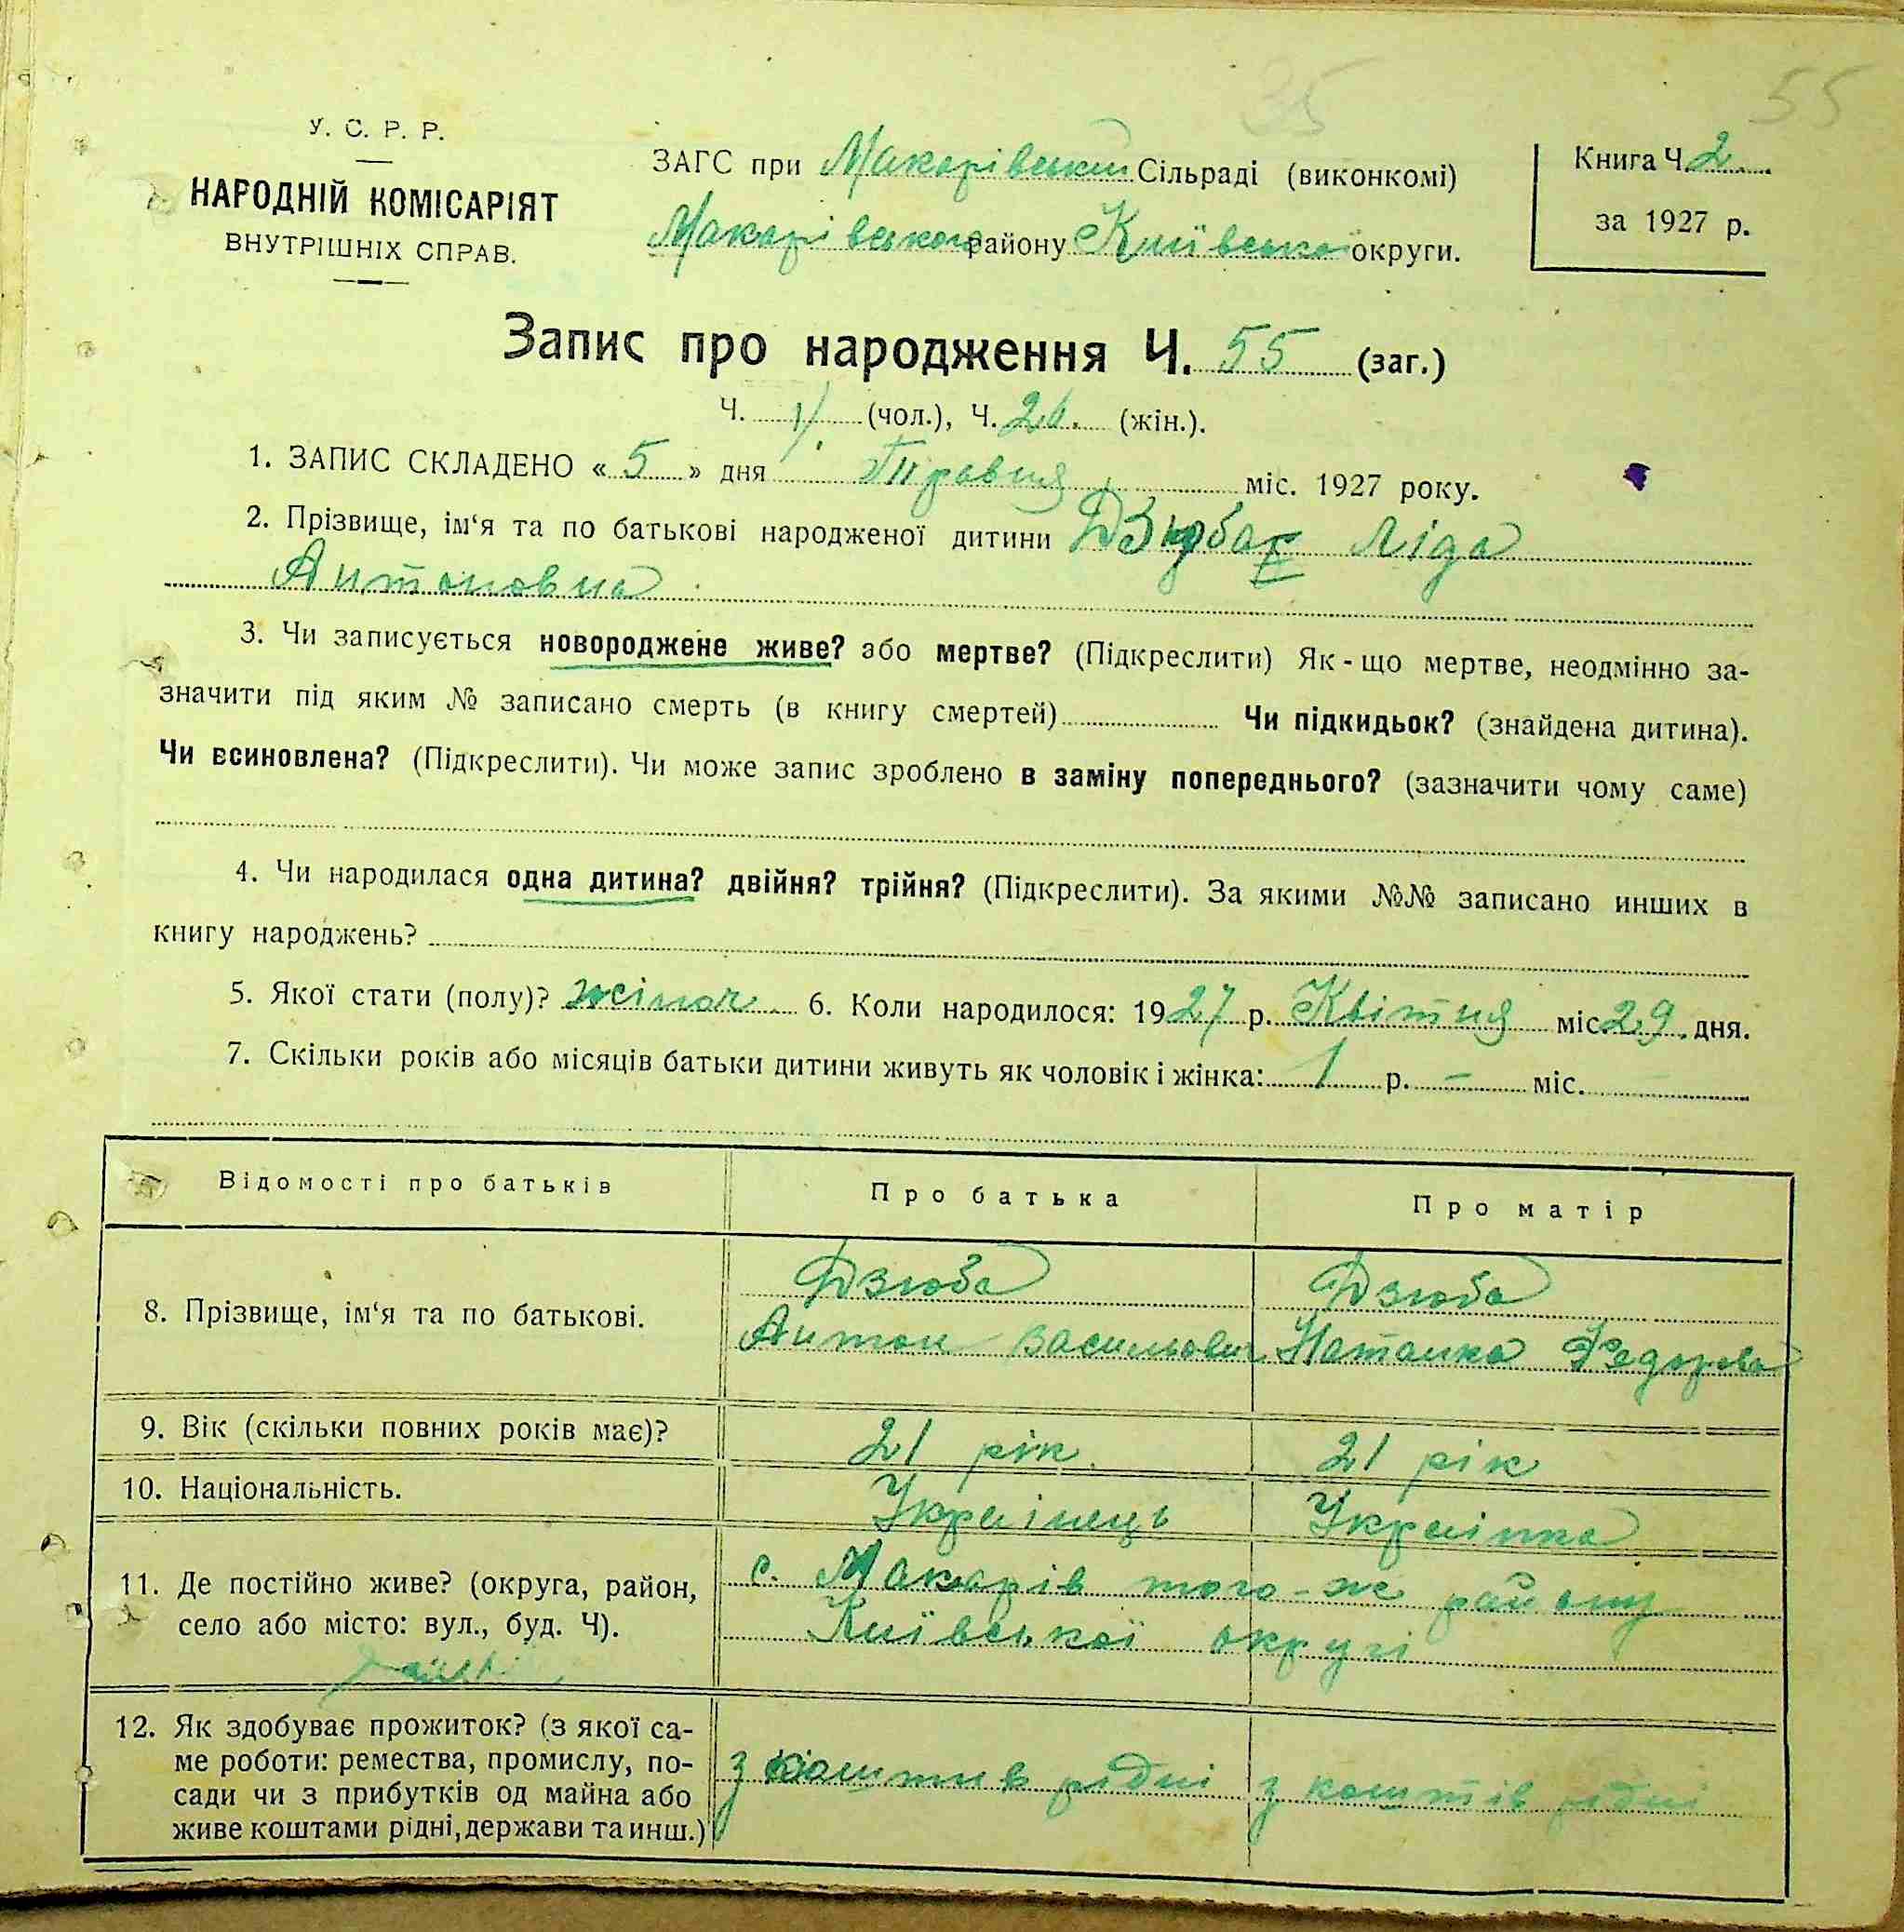 35 55
У. С. Р. Р.
НАРОДНІЙ КОМІСАРІЯТ
ВНУТРІШНІХ СПРАВ.
ЗАГС при Макарівський Сільраді (виконкомі)
Макарівського району Київської округи.
Книга Ч. 2
за 1927 р.
Запис про народження Ч. 55 (заг.)
Ч. (чол.), Ч. 26. (жін.).
1. ЗАПИС СКЛАДЕНО « 5 » дня Травня міс. 1927 року.
2. Прізвище, ім‘я та по батькові народженої дитини Дзюба Ліда
Антоновна
3. Чи записується новороджене живе? або мертве? (Підкреслити) Як-що мертве, неодмінно за-
значити під яким № записано смерть (в книгу смертей) Чи підкидьок? (знайдена дитина).
Чи всиновлена? (Підкреслити). Чи може запис зроблено в заміну попереднього? (зазначити чому саме)
4. Чи народилася одна дитина? двійня? трійня? (Підкреслити). За якими №№ записано инших в
книгу народжень?
5. Якої стати (полу)? жіноч. 6. Коли народилося: 1927 р. Квітня міс. 29. дня.
7. Скільки років або місяців батьки дитини живуть як чоловік і жінка: 1 р. – міс.
Відомості про батьків Про батька Про матір
8. Прізвище, ім‘я та по батькові.
Дзюба Дзюба
Антон Васильович Наталка Федорова
9. Вік (скільки повних років має)? 21 рік. 21 рік
10. Національність. Українець Українка
11. Де постійно живе? (округа, район,
село або місто: вул., буд. Ч).
с. Макарів того-ж району
Київської округі
12. Як здобуває прожиток? (з якої са-
ме роботи: ремества, промислу, по-
сади чи з прибутків од майна або
живе коштами рідні, держави та инш.)
з коштів рідні з коштів рідні